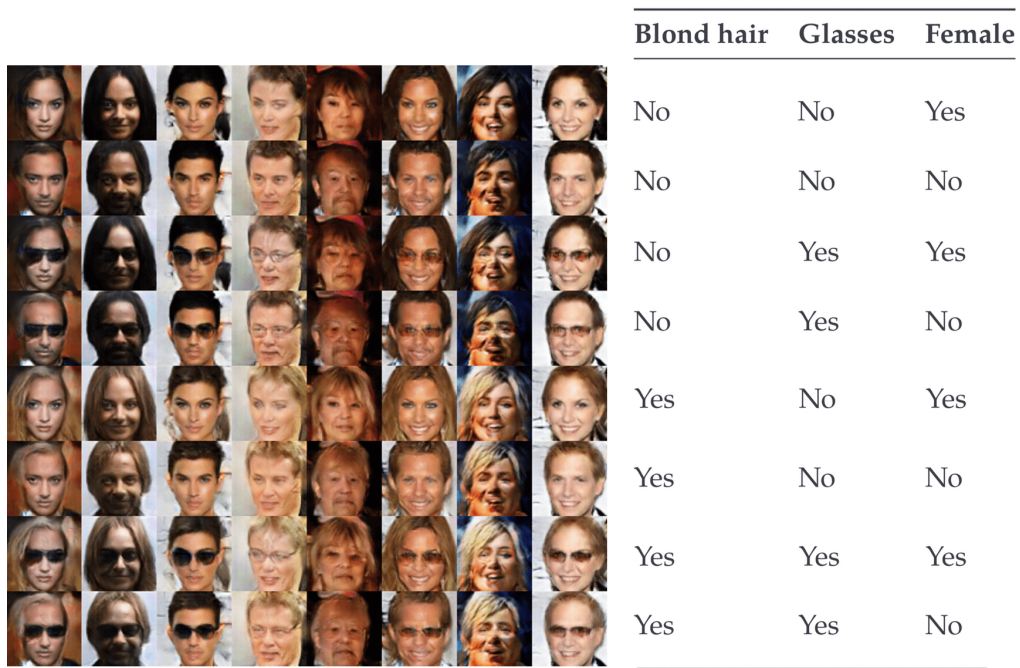 Blond hair Glasses Female
No No Yes
No No No
No Yes Yes
No Yes No
Yes No Yes
Yes No No
Yes Yes Yes
Yes Yes No